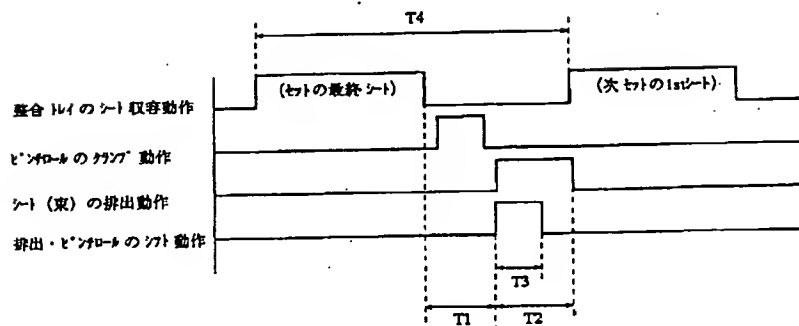 T4
(セットの最終シート)
(次セットの1stシート)
整合トレイのシート収容動作
ピンチロールのクランプ動作
シート(束)の排出動作
排出・ピンチロールのシフト動作
T3
T1
T2